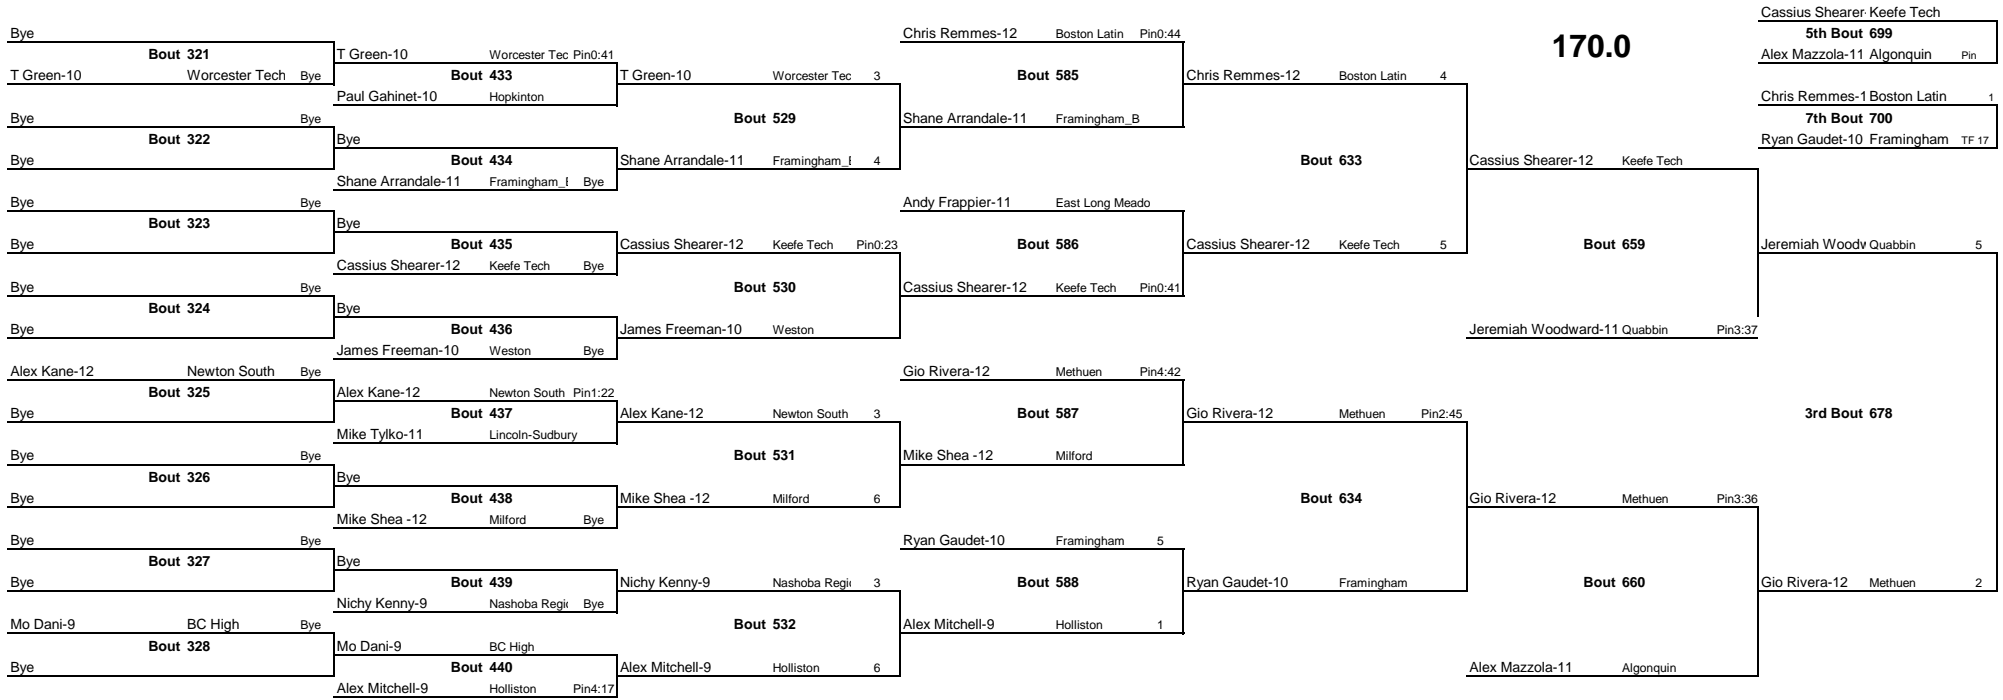 Cassius Shearer- Keefe Tech
Bye Chris Remmes-12 Boston Latin Pin0:44 5th Bout 699
Bout 321 T Green-10 Worcester Tec Pin0:41 170.0 Alex Mazzola-11 Algonquin Pin
T Green-10 Worcester Tech Bye Bout 433 T Green-10 Worcester Tec 3 Bout 585 Chris Remmes-12 Boston Latin 4
Paul Gahinet-10 Hopkinton Chris Remmes-1 Boston Latin 1
Bye Bye Bout 529 Shane Arrandale-11 Framingham_B 7th Bout 700
Bout 322 Bye Ryan Gaudet-10 Framingham TF 17
Bye Bout 434 Shane Arrandale-11 Framingham_ 4 Bout 633 Cassius Shearer-12 Keefe Tech
Shane Arrandale-11 Framingham_ Bye
Bye Bye Andy Frappier-11 East Long Meado
Bout 323 Bye
Bye Bout 435 Cassius Shearer-12 Keefe Tech Pin0:23 Bout 586 Cassius Shearer-12 Keefe Tech 5 Bout 659 Jeremiah Woodw Quabbin 5
Cassius Shearer-12 Keefe Tech Bye
Bye Bye Bout 530 Cassius Shearer-12 Keefe Tech Pin0:41
Bout 324 Bye
Bye Bout 436 James Freeman-10 Weston Jeremiah Woodward-11 Quabbin Pin3:37
James Freeman-10 Weston Bye
Alex Kane-12 Newton South Bye Gio Rivera-12 Methuen Pin4:42
Bout 325 Alex Kane-12 Newton South Pin1:22
Bye Bout 437 Alex Kane-12 Newton South 3 Bout 587 Gio Rivera-12 Methuen Pin2:45 3rd Bout 678
Mike Tylko-11 Lincoln-Sudbury
Bye Bye Bout 531 Mike Shea -12 Milford
Bout 326 Bye
Bye Bout 438 Mike Shea -12 Milford 6 Bout 634 Gio Rivera-12 Methuen Pin3:36
Mike Shea -12 Milford Bye
Bye Bye Ryan Gaudet-10 Framingham 5
Bout 327 Bye
Bye Bout 439 Nichy Kenny-9 Nashoba Regi 3 Bout 588 Ryan Gaudet-10 Framingham Bout 660 Gio Rivera-12 Methuen 2
Nichy Kenny-9 Nashoba Regi Bye
Mo Dani-9 BC High Bye Bout 532 Alex Mitchell-9 Holliston 1
Bout 328 Mo Dani-9 BC High
Bye Bout 440 Alex Mitchell-9 Holliston 6 Alex Mazzola-11 Algonquin
Alex Mitchell-9 Holliston Pin4:17